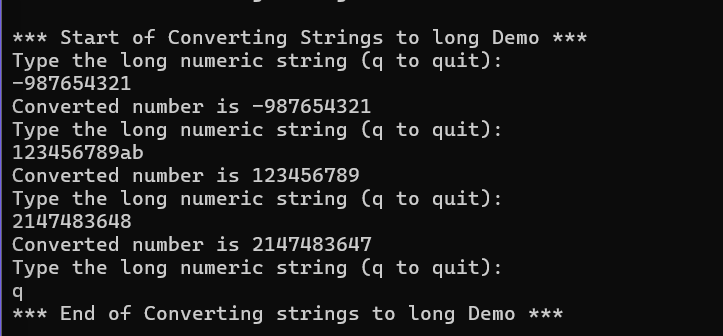 *** Start of Converting Strings to long Demo ***
Type the long numeric string (q to quit):
-987654321
Converted number is -987654321
Type the long numeric string (q to quit):
123456789ab
Converted number is 123456789
Type the long numeric string (q to quit):
2147483648
Converted number is 2147483647
Type the long numeric string (q to quit):
q
*** End of Converting strings to long Demo ***